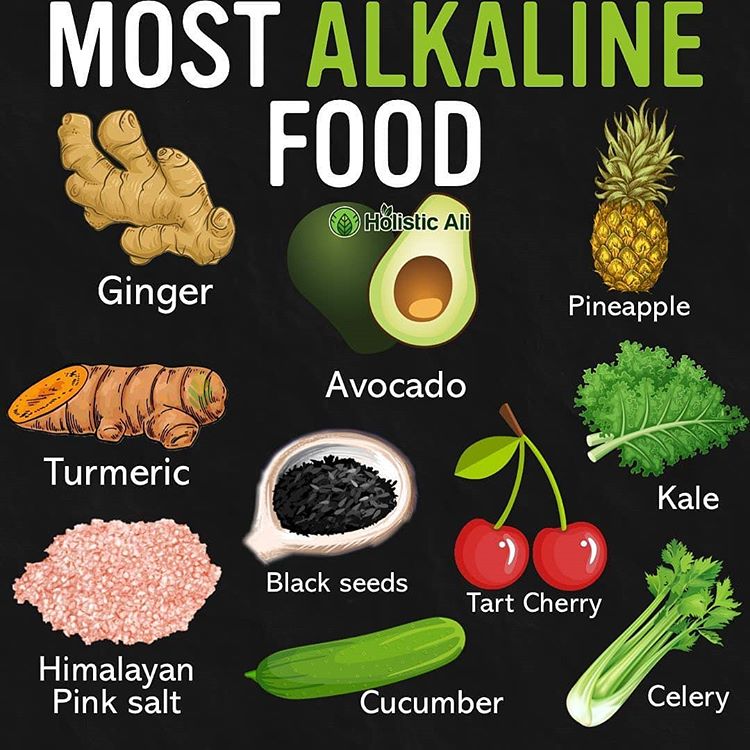 MOST ALKALINE
FOOD
Holistic Ali
Ginger
Pineapple
Avocado
Turmeric
Kale
Black seeds
Tart Cherry
Himalayan
Pink salt
Cucumber
Celery